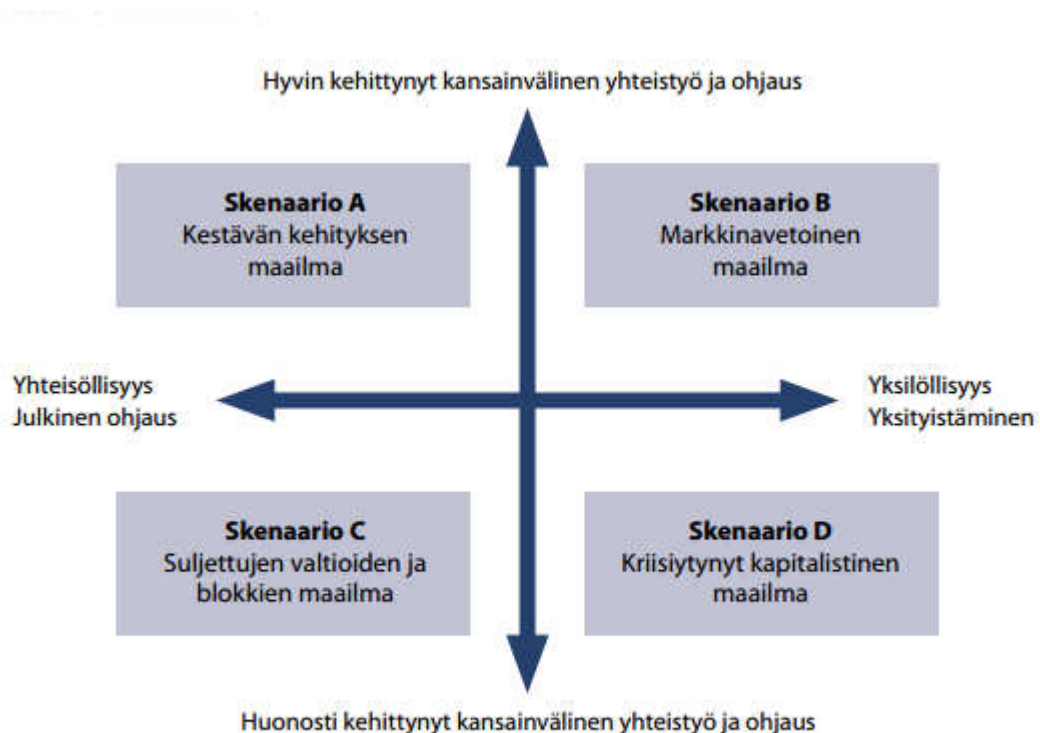 Hyvin kehittynyt kansainvälinen yhteistyö ja ohjaus
Skenaario A
Kestävän kehityksen
maailma
Skenaario B
Markkinavetoinen
maailma
Yhteisöllisyys
Julkinen ohjaus
Yksilöllisyys
Yksityistäminen
Skenaario C
Suljettujen valtioiden ja
blokkien maailma
Skenaario D
Kriisiytynyt kapitalistinen
maailma
Huonosti kehittynyt kansainvälinen yhteistyö ja ohjaus